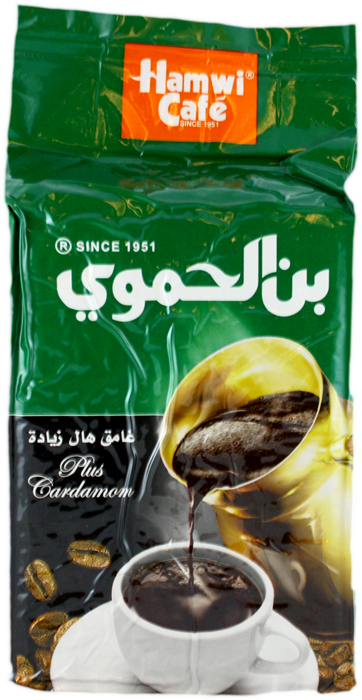 Hamwi®
Café
SINCE 1951
® SINCE 1951
بن الحموي
غامق هال زيادة
Plus
Cardamom